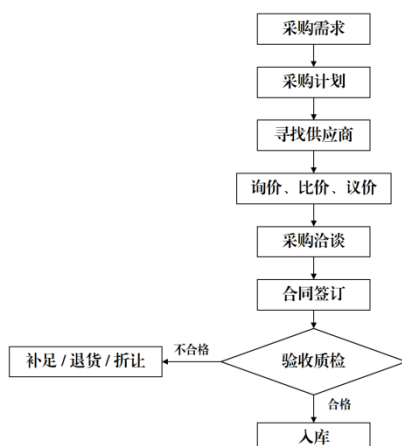 采购需求
采购计划
寻找供应商
询价、比价、议价
采购洽谈
合同签订
不合格
补足 / 退货 / 折让
验收质检
合格
入库